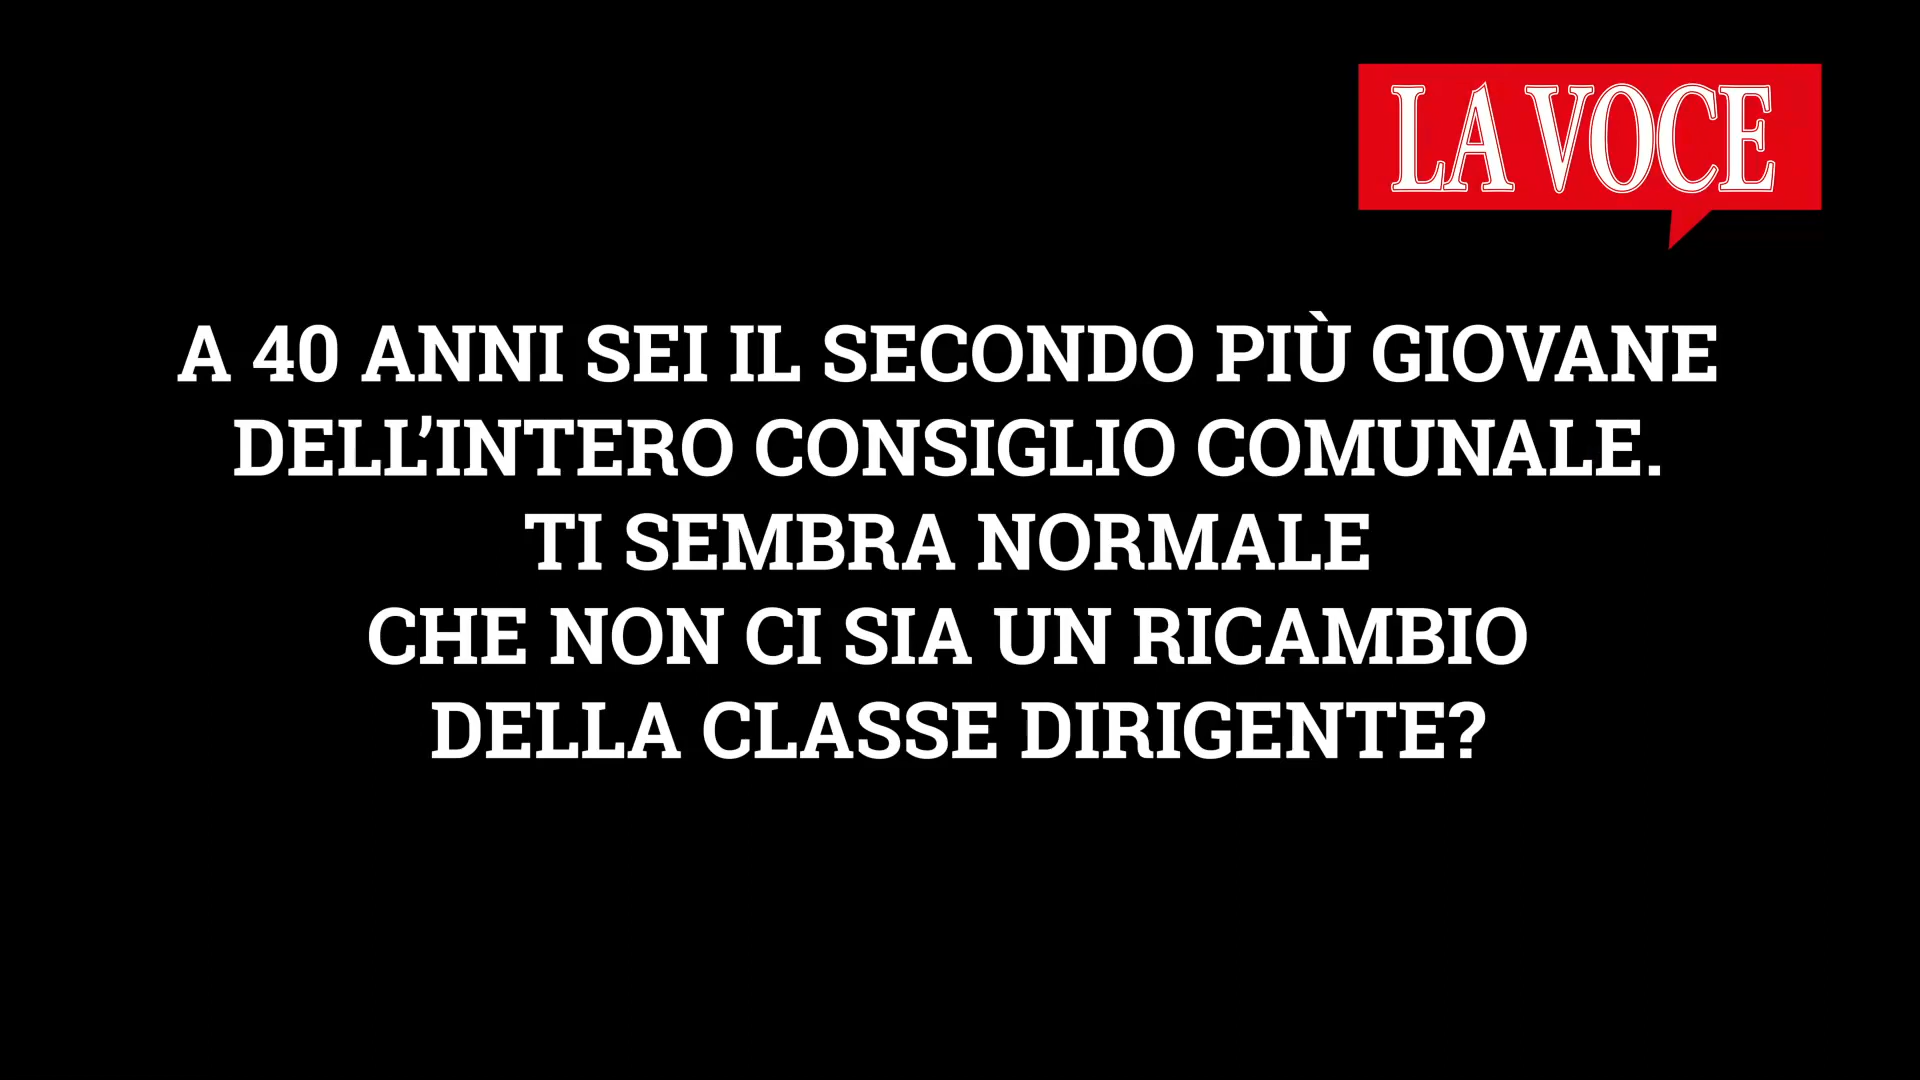 LA VOCE
A 40 ANNI SEI IL SECONDO PIÙ GIOVANE
DELL’INTERO CONSIGLIO COMUNALE.
TI SEMBRA NORMALE
CHE NON CI SIA UN RICAMBIO
DELLA CLASSE DIRIGENTE?